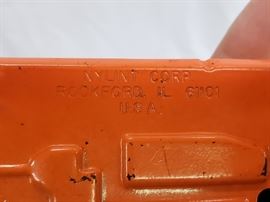 NYLINT CORP
ROCKFORD, IL 61101
U.S.A.